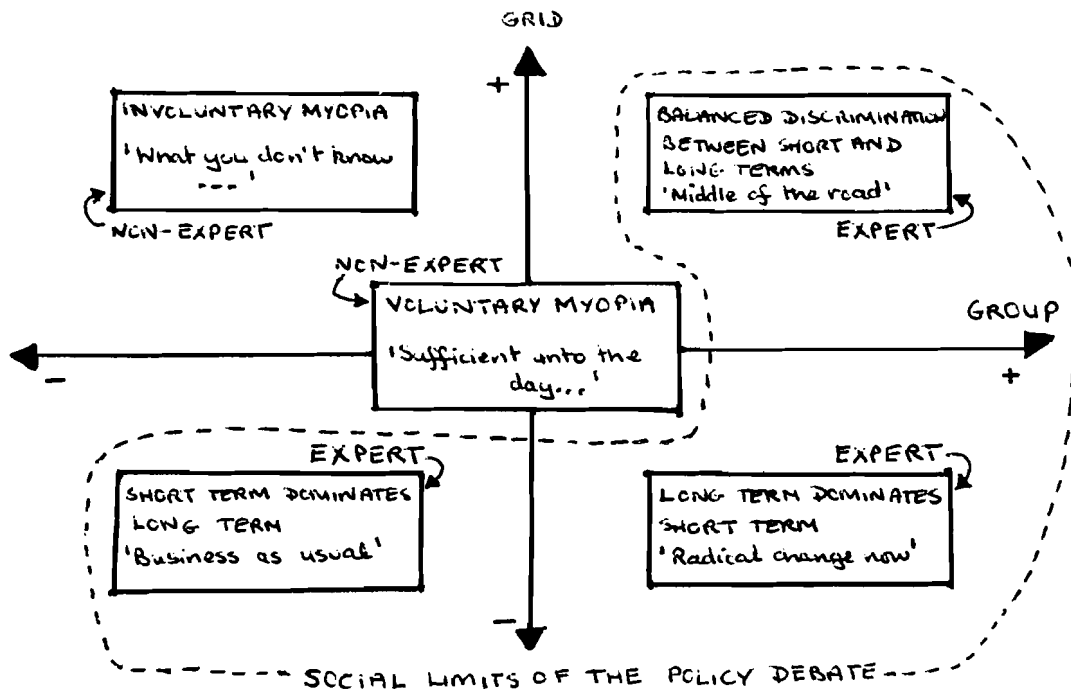 GRID
+
INVOLUNTARY MYOPIA
'What you don't know
---'
NON-EXPERT
BALANCED DISCRIMINATION
BETWEEN SHORT AND
LONG TERMS
'Middle of the road'
EXPERT
NON-EXPERT
VOLUNTARY MYOPIA
'Sufficient unto the
day...'
GROUP
-
+
EXPERT
SHORT TERM DOMINATES
LONG TERM
'Business as usual'
EXPERT
LONG TERM DOMINATES
SHORT TERM
'Radical change now'
-
SOCIAL LIMITS OF THE POLICY DEBATE